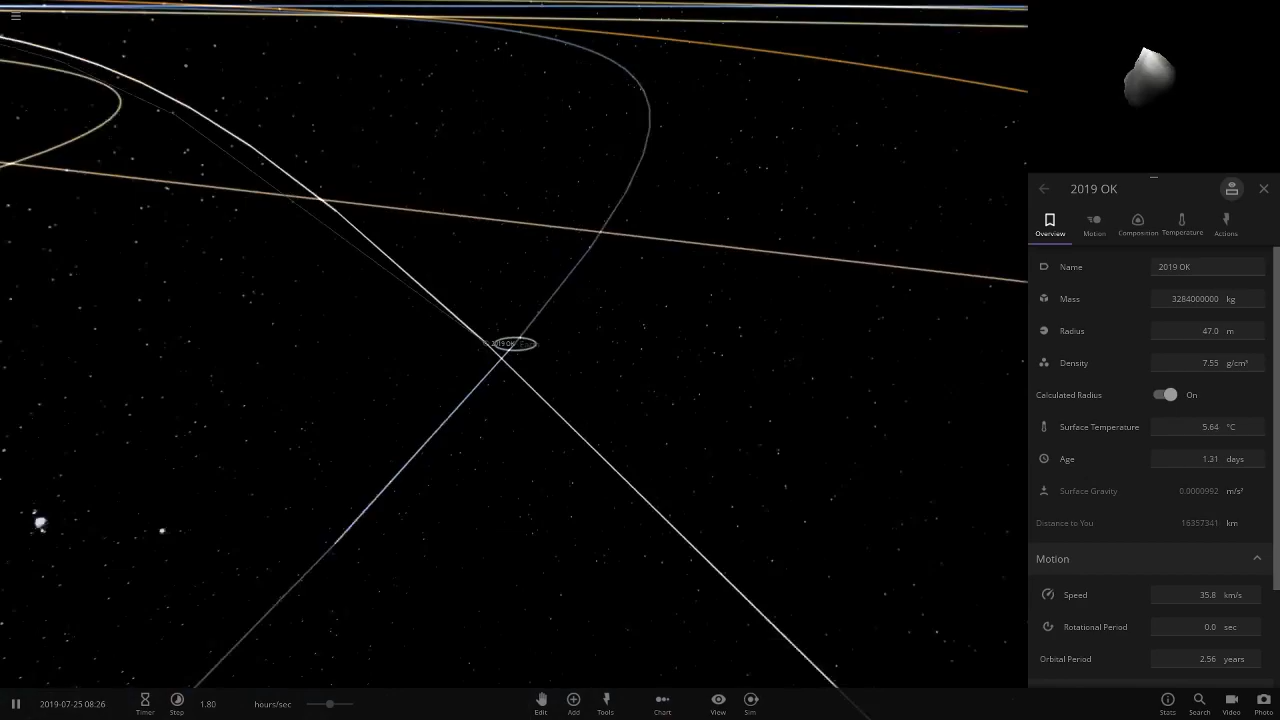 2019 OK
2019 OK
Overview
Motion
Composition
Temperature
Actions
Name 2019 OK
Mass 3284000000 kg
Radius 47.0 m
Density 7.55 g/cm³
Calculated Radius On
Surface Temperature 5.64 °C
Age 1.31 days
Surface Gravity 0.0000992 m/s²
Distance to You 16357341 km
Motion
Speed 35.8 km/s
Rotational Period 0.0 sec
Orbital Period 2.56 years
2019-07-25 08:26
Timer
Step
1.80 hours/sec
Edit
Add
Tools
Chart
View
Sim
Stats
Search
Video
Photo